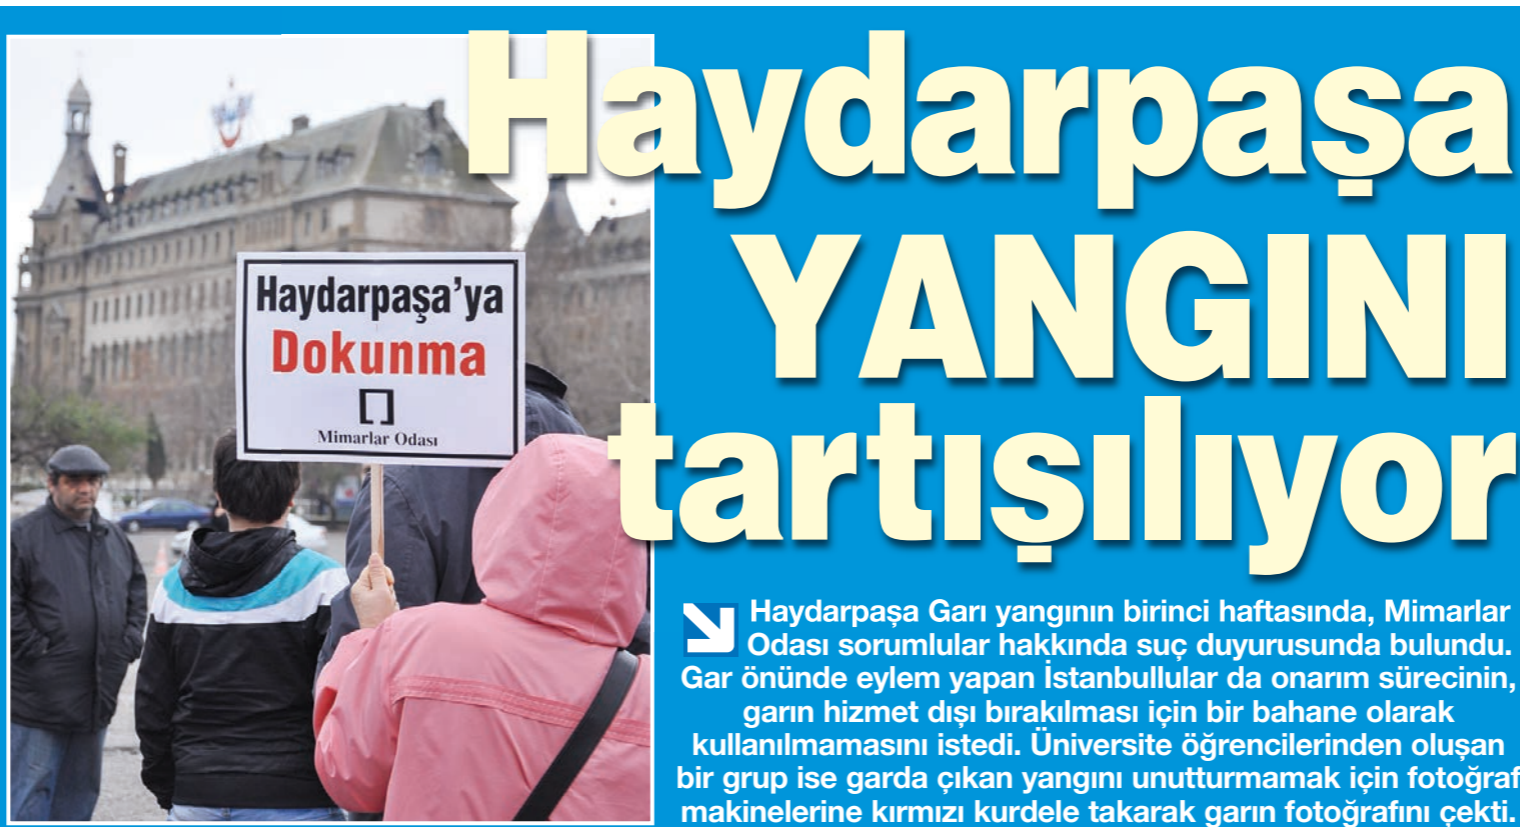 Haydarpaşa
YANGINI
tartışılıyor
Haydarpaşa'ya
Dokunma
Mimarlar Odası
Haydarpaşa Garı yangının birinci haftasında, Mimarlar
Odası sorumlular hakkında suç duyurusunda bulundu.
Gar önünde eylem yapan İstanbullular da onarım sürecinin,
garın hizmet dışı bırakılması için bir bahane olarak
kullanılmamasını istedi. Üniversite öğrencilerinden oluşan
bir grup ise garda çıkan yangını unutturmamak için fotoğraf
makinelerine kırmızı kurdele takarak garın fotoğrafını çekti.